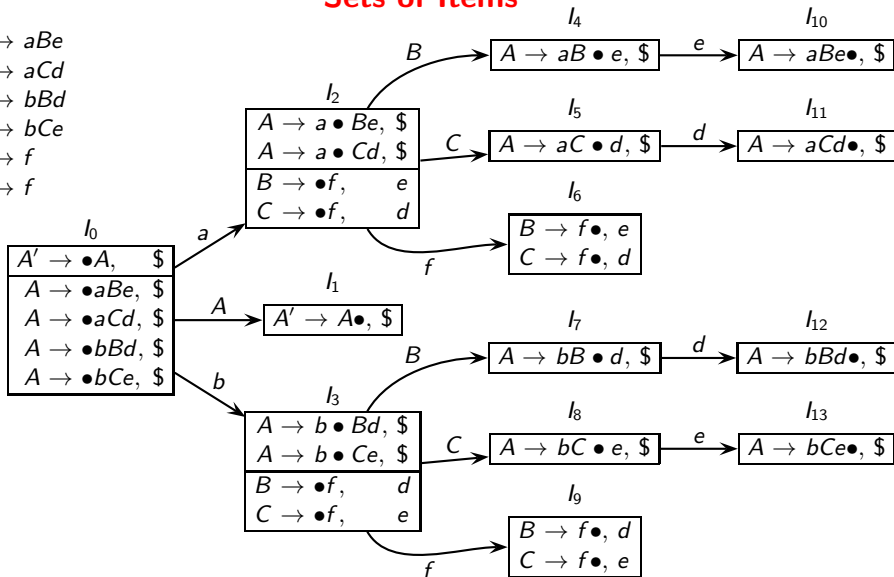 Sets of Items
→ aBe
→ aCd
→ bBd
→ bCe
→ f
→ f
I0
A′ → •A, $
A → •aBe, $
A → •aCd, $
A → •bBd, $
A → •bCe, $
a
A
b
I2
A → a • Be, $
A → a • Cd, $
B → •f, e
C → •f, d
I1
A′ → A•, $
I3
A → b • Bd, $
A → b • Ce, $
B → •f, d
C → •f, e
B
C
f
B
C
f
I4
A → aB • e, $
e
I10
A → aBe•, $
I5
A → aC • d, $
d
I11
A → aCd•, $
I6
B → f•, e
C → f•, d
I7
A → bB • d, $
d
I12
A → bBd•, $
I8
A → bC • e, $
e
I13
A → bCe•, $
I9
B → f•, d
C → f•, e